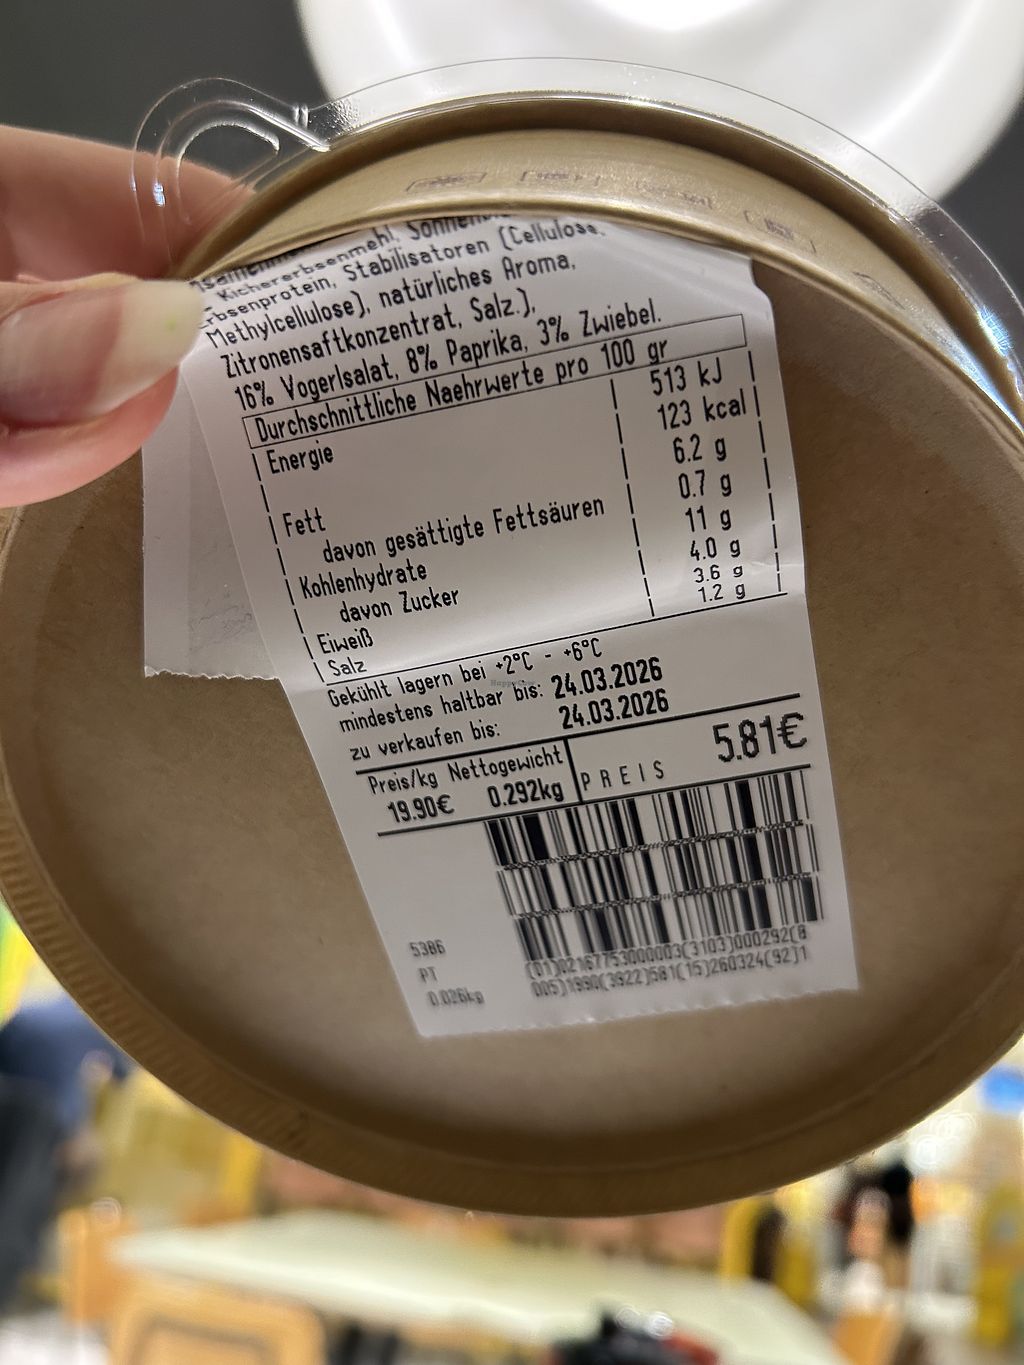 Kichererbsenmehl, Sonnen
rbsenprotein, Stabilisatoren (Cellulose,
Methylcellulose), natürliches Aroma,
Zitronensaftkonzentrat, Salz.),
16% Vogerlsalat, 8% Paprika, 3% Zwiebel.
Durchschnittliche Naehrwerte pro 100 gr
Energie 513 kJ
123 kcal
Fett 6.2 g
davon gesättigte Fettsäuren 0.7 g
Kohlenhydrate 11 g
davon Zucker 4.0 g
Eiweiß 3.6 g
Salz 1.2 g
Gekühlt lagern bei +2°C - +6°C
mindestens haltbar bis: 24.03.2026
zu verkaufen bis: 24.03.2026
Preis/kg Nettogewicht PREIS 5.81€
19.90€ 0.292kg
5386
PT
0.026kg
(01)02167753000003(3103)000292(8
005)1990(3922)581(15)260324(92)1
HappyCow